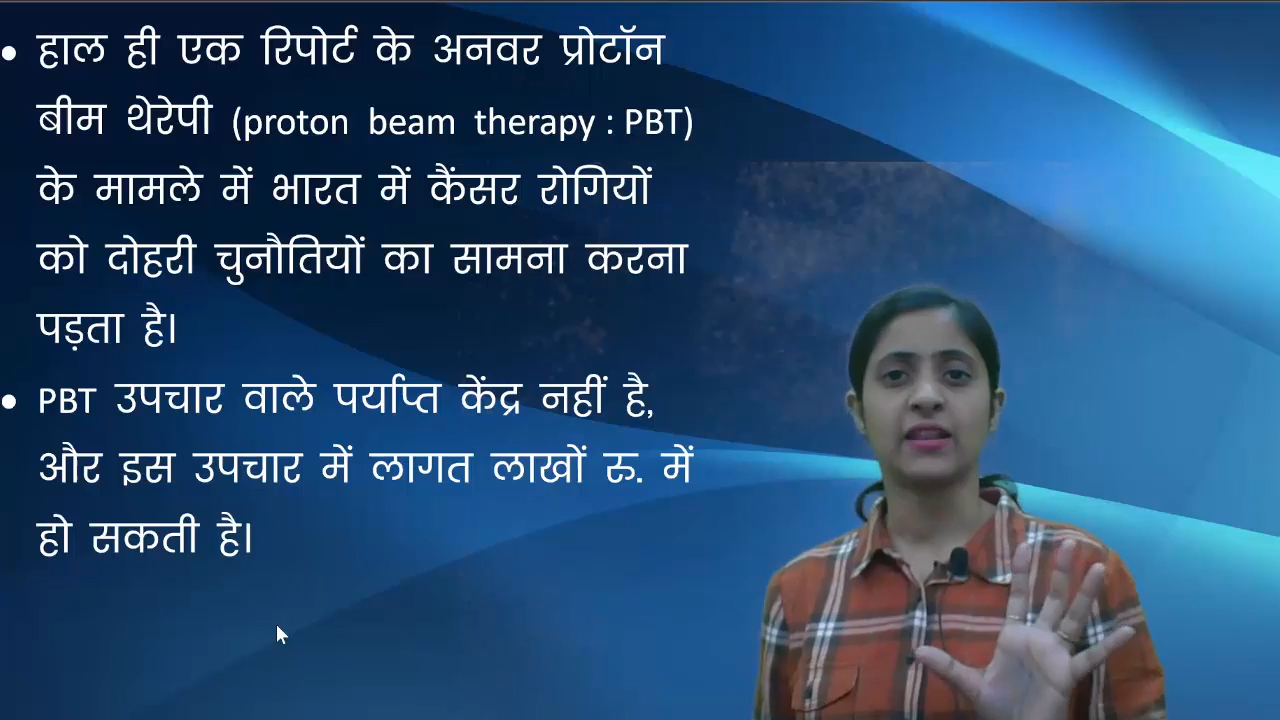 • हाल ही एक रिपोर्ट के अनवर प्रोटॉन
बीम थेरेपी (proton beam therapy : PBT)
के मामले में भारत में कैंसर रोगियों
को दोहरी चुनौतियों का सामना करना
पड़ता है।
• PBT उपचार वाले पर्याप्त केंद्र नहीं है,
और इस उपचार में लागत लाखों रु. में
हो सकती है।